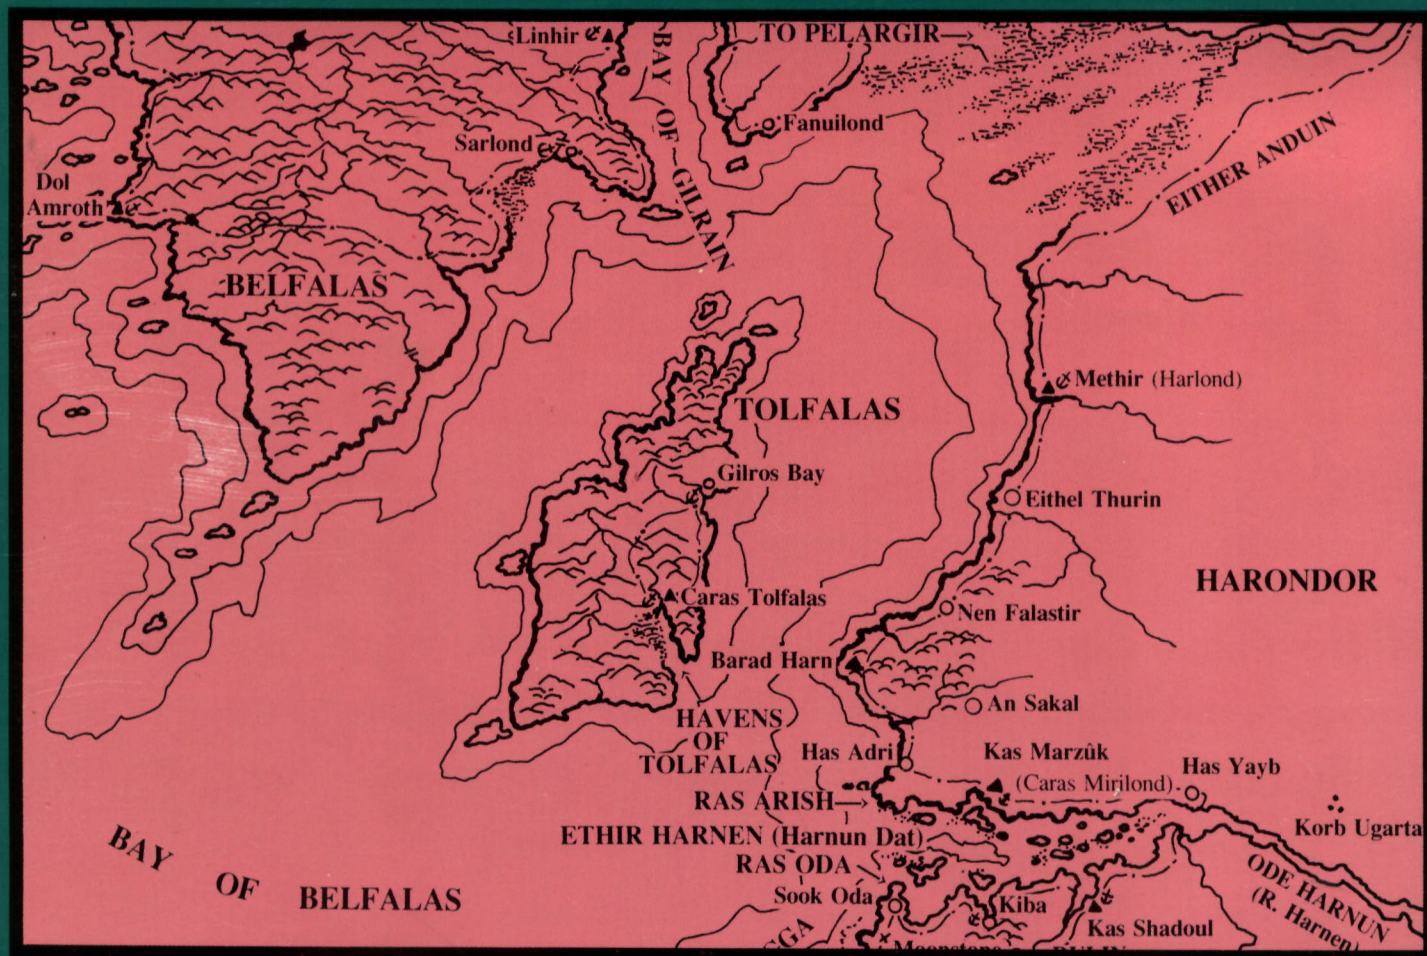 Linhir
BAY OF GILRAIN
TO PELARGIR
Fanuilond
Sarlond
EITHER ANDUIN
Dol
Amroth
BELFALAS
Methir (Harlond)
TOLFALAS
Gilros Bay
Eithel Thurin
HARONDOR
Caras Tolfalas
Nen Falastir
Barad Harn
An Sakal
HAVENS
OF
TOLFALAS
Has Adri
Kas Marzûk
(Caras Mirilond)
Has Yayb
RAS ARISH
Korb Ugarta
ETHIR HARNEN (Harnun Dat)
RAS ODA
BAY OF BELFALAS
Sook Oda
Kiba
ODE HARNUN
(R. Harnen)
Kas Shadoul